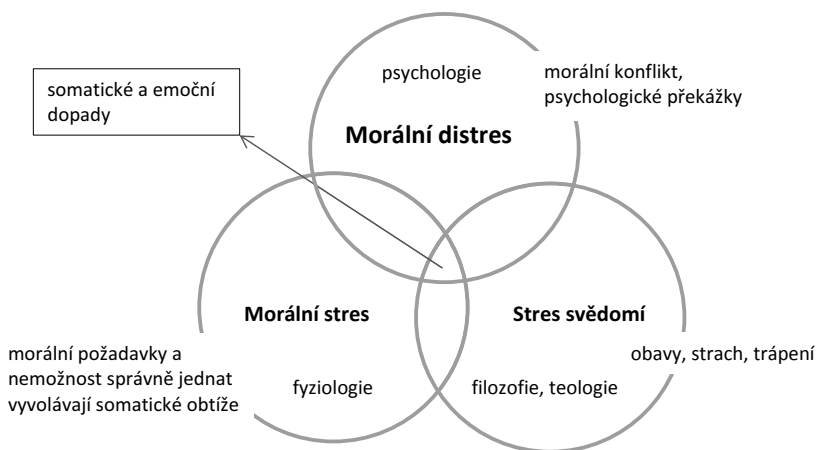 psychologie
morální konflikt,
psychologické překážky
somatické a emoční
dopady
Morální distres
Morální stres
Stres svědomí
morální požadavky a
nemožnost správně jednat
vyvolávají somatické obtíže
obavy, strach, trápení
fyziologie
filozofie, teologie